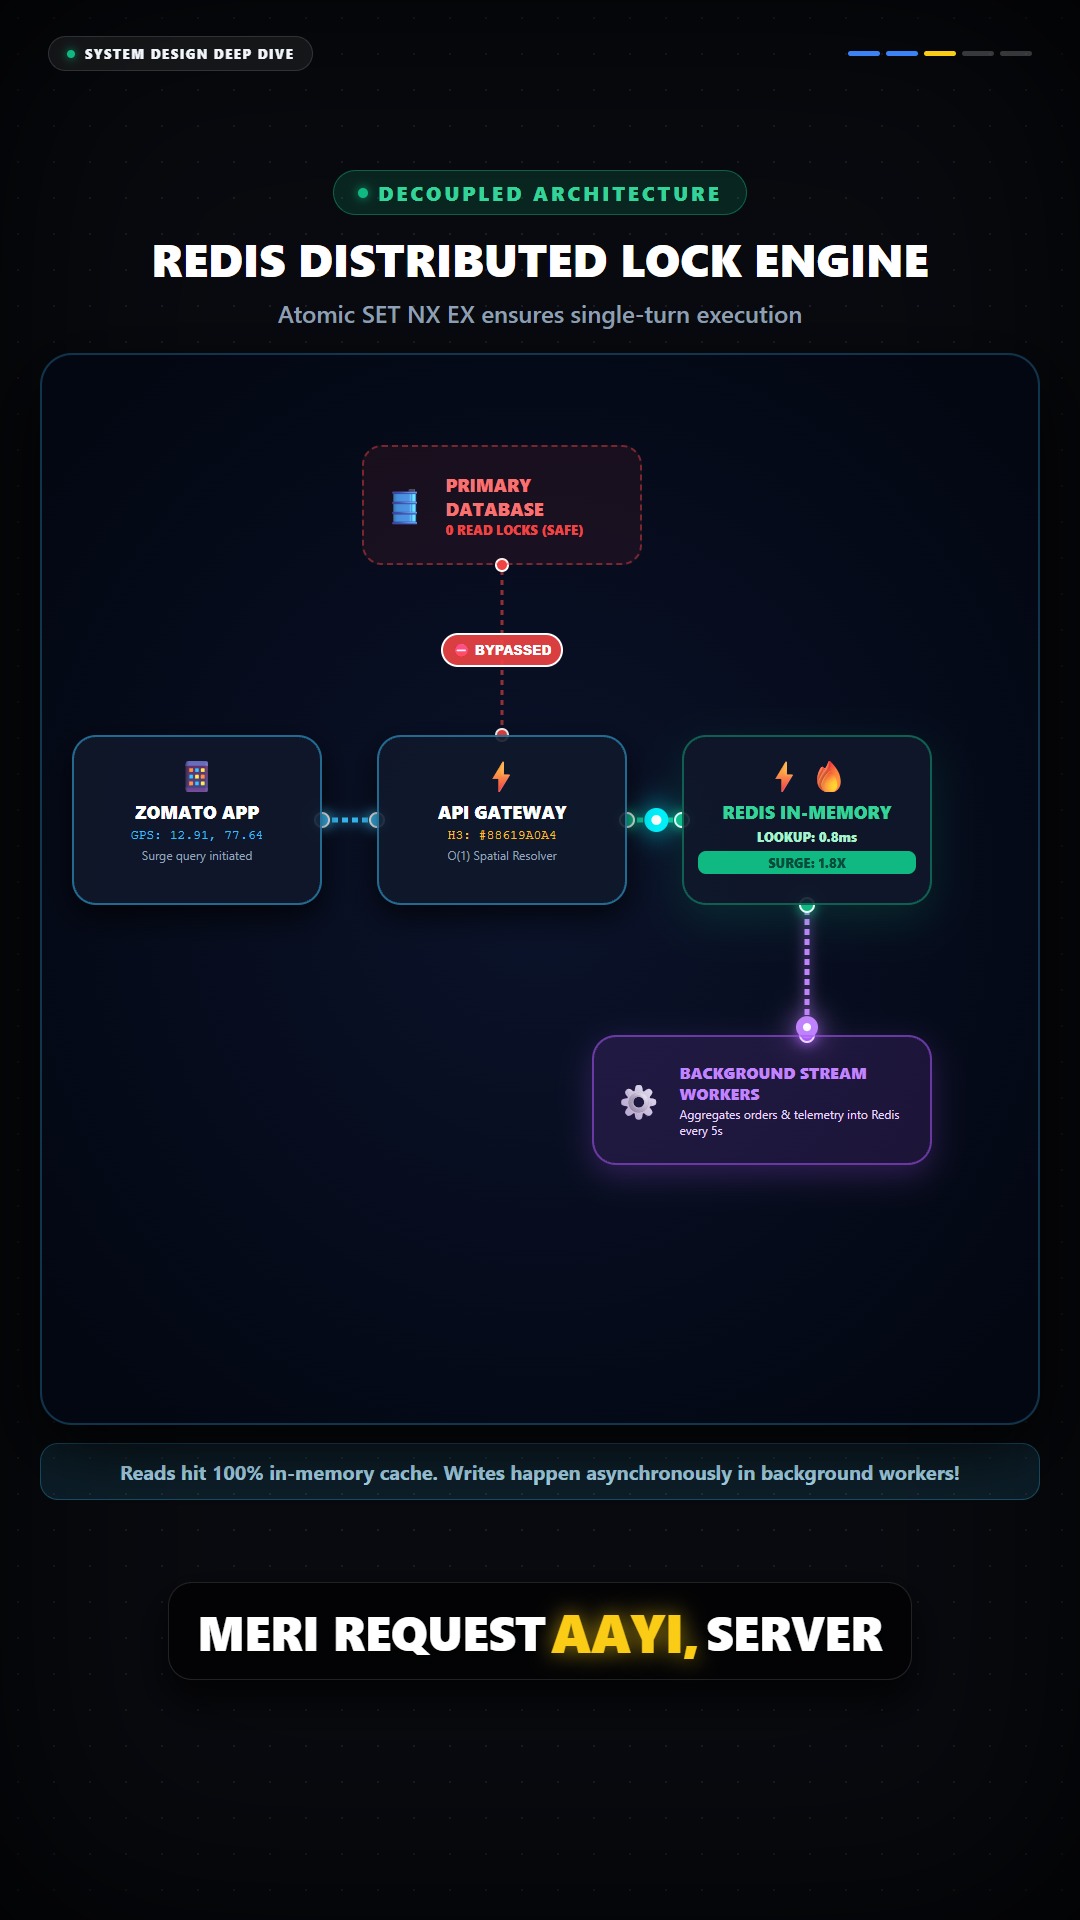 SYSTEM DESIGN DEEP DIVE
DECOUPLED ARCHITECTURE
REDIS DISTRIBUTED LOCK ENGINE
Atomic SET NX EX ensures single-turn execution
PRIMARY
DATABASE
0 READ LOCKS (SAFE)
BYPASSED
ZOMATO APP
GPS: 12.91, 77.64
Surge query initiated
API GATEWAY
H3: #88619A0A4
O(1) Spatial Resolver
REDIS IN-MEMORY
LOOKUP: 0.8ms
SURGE: 1.8X
BACKGROUND STREAM
WORKERS
Aggregates orders & telemetry into Redis
every 5s
Reads hit 100% in-memory cache. Writes happen asynchronously in background workers!
MERI REQUEST AAYI, SERVER